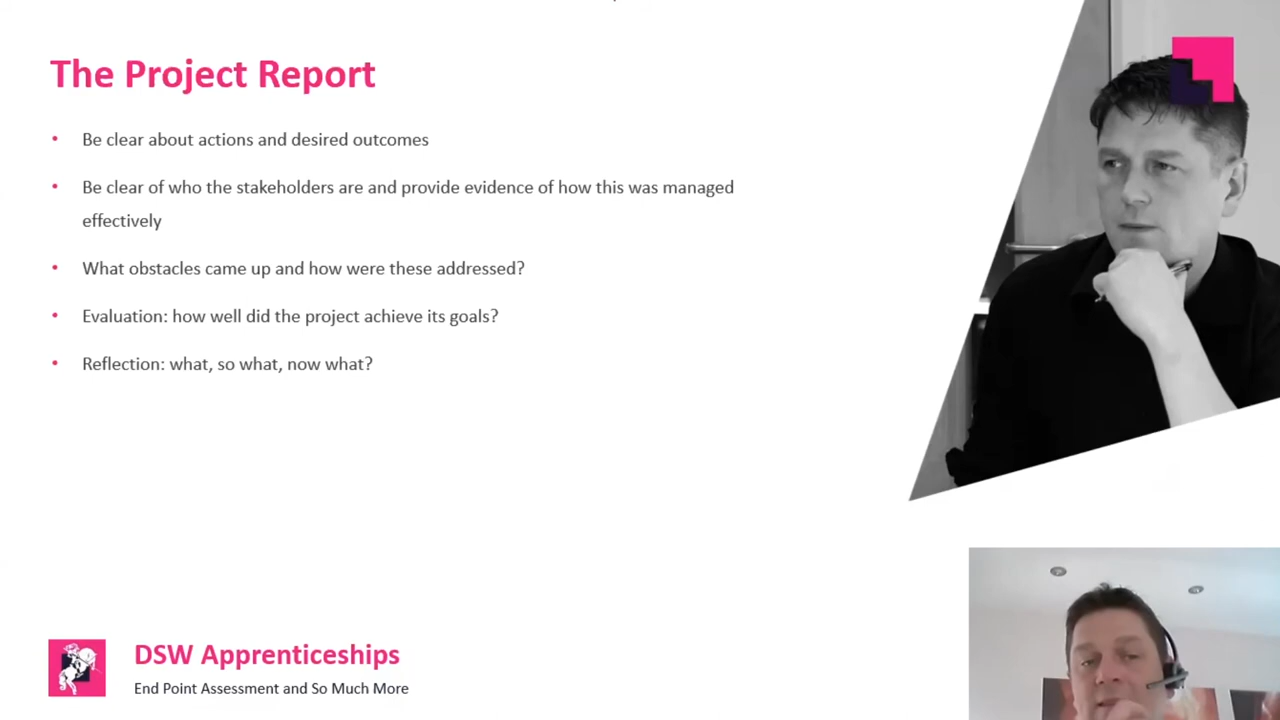 The Project Report
• Be clear about actions and desired outcomes
• Be clear of who the stakeholders are and provide evidence of how this was managed
effectively
• What obstacles came up and how were these addressed?
• Evaluation: how well did the project achieve its goals?
• Reflection: what, so what, now what?
DSW Apprenticeships
End Point Assessment and So Much More